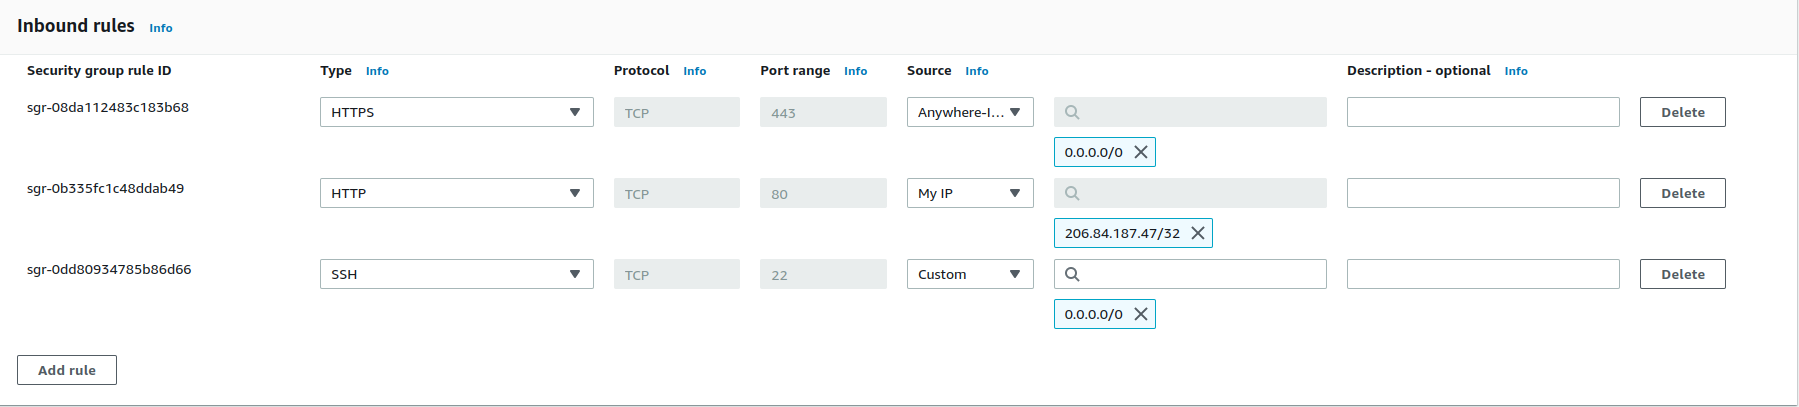 Inbound rules Info
Security group rule ID Type Info Protocol Info Port range Info Source Info Description - optional Info
sgr-08da112483c183b68 HTTPS TCP 443 Anywhere-I... Delete
0.0.0.0/0
sgr-0b335fc1c48ddab49 HTTP TCP 80 My IP Delete
206.84.187.47/32
sgr-0dd80934785b86d66 SSH TCP 22 Custom Delete
0.0.0.0/0
Add rule